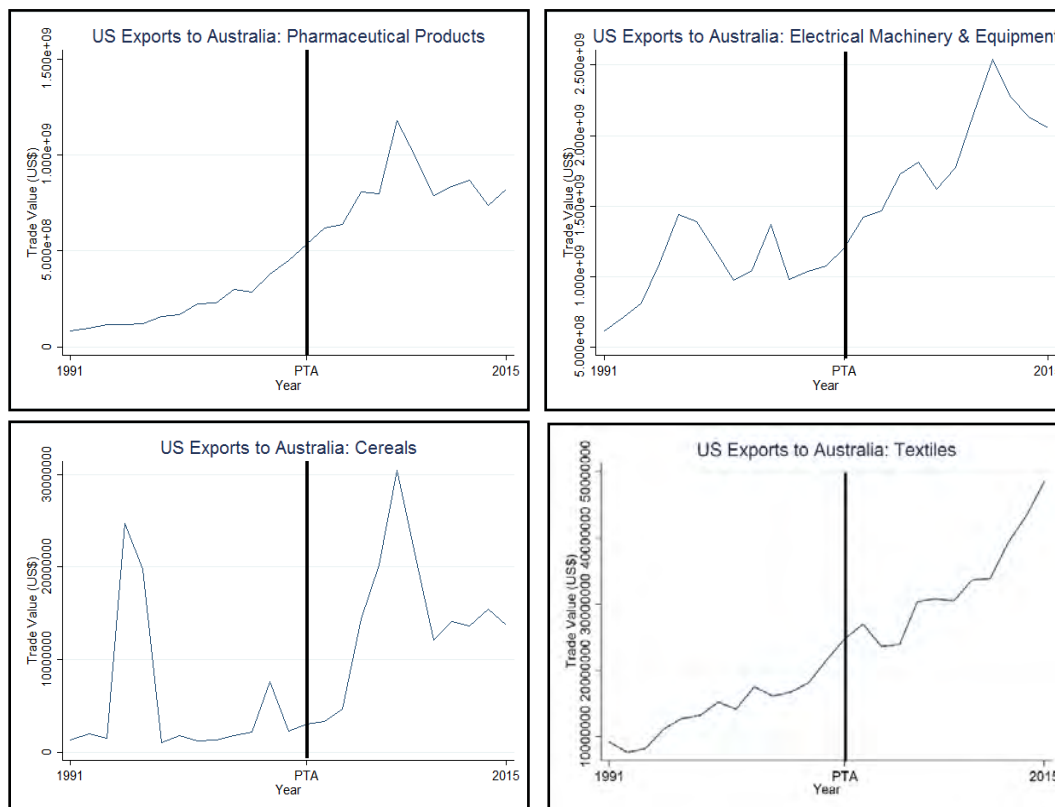 US Exports to Australia: Pharmaceutical Products
Trade Value (US$)
1.500e+09
1.000e+09
5.000e+08
0
1991
PTA
2015
Year
US Exports to Australia: Electrical Machinery & Equipment
Trade Value (US$)
2.500e+09
2.000e+09
1.500e+09
1.000e+09
5.000e+08
1991
PTA
201
Year
US Exports to Australia: Cereals
Trade Value (US$)
30000000
20000000
10000000
0
1991
PTA
2015
Year
US Exports to Australia: Textiles
Trade Value (US$)
50000000
40000000
30000000
20000000
10000000
1991
PTA
2015
Year